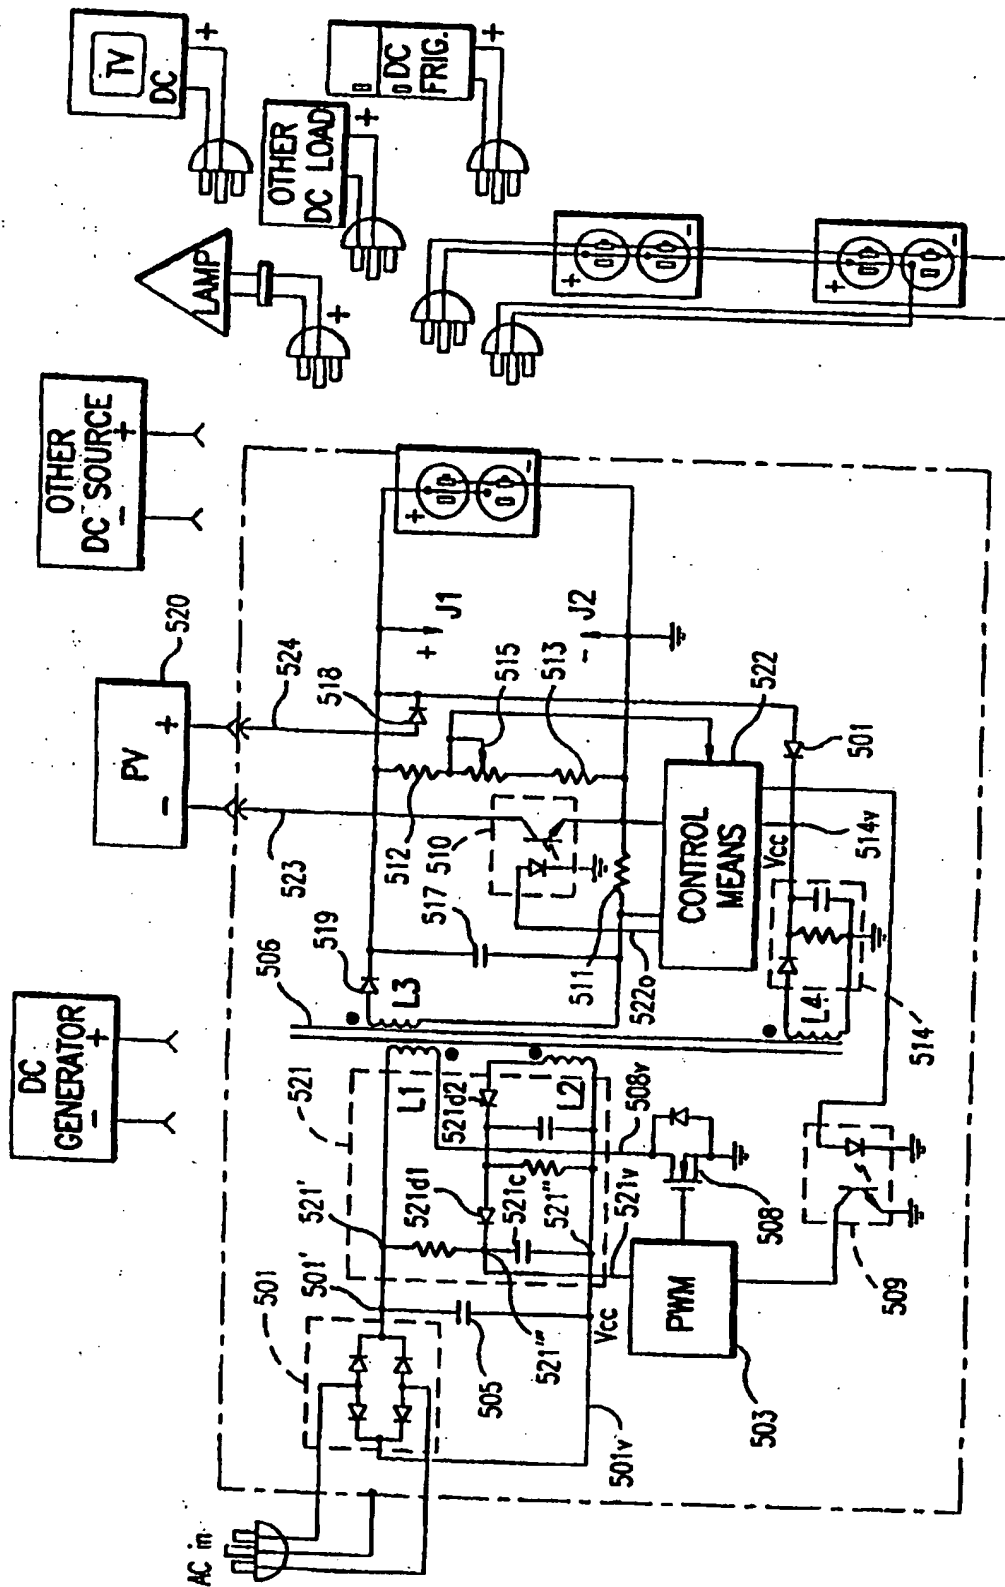 DC
GENERATOR
-
+
PV
-
+
520
OTHER
DC SOURCE
-
+
LAMP
+
TV
DC
+
OTHER
DC LOAD
+
DC
FRIG.
+
AC in
501
501'
521'
521
506
519
523
524
518
517
512
510
515
513
J1
+
J2
-
+
-
+
-
+
-
505
521'''
521d1
521c
521''
521d2
L1
L2
L3
L4
511
522o
522
CONTROL
MEANS
501
Vcc
514v
514
501v
Vcc
521v
508v
508
PWM
503
509